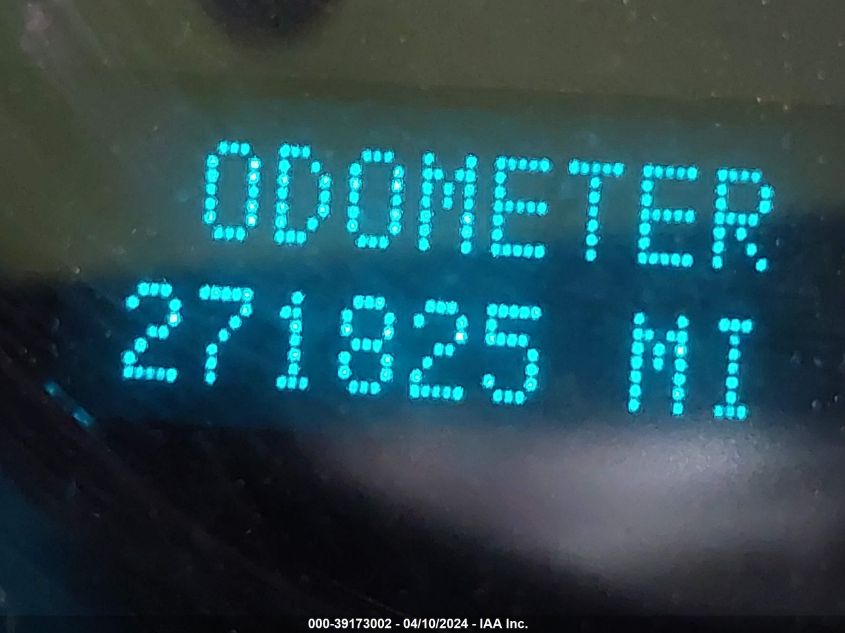 ODOMETER
271825 MI
000-39173002 - 04/10/2024 - IAA Inc.